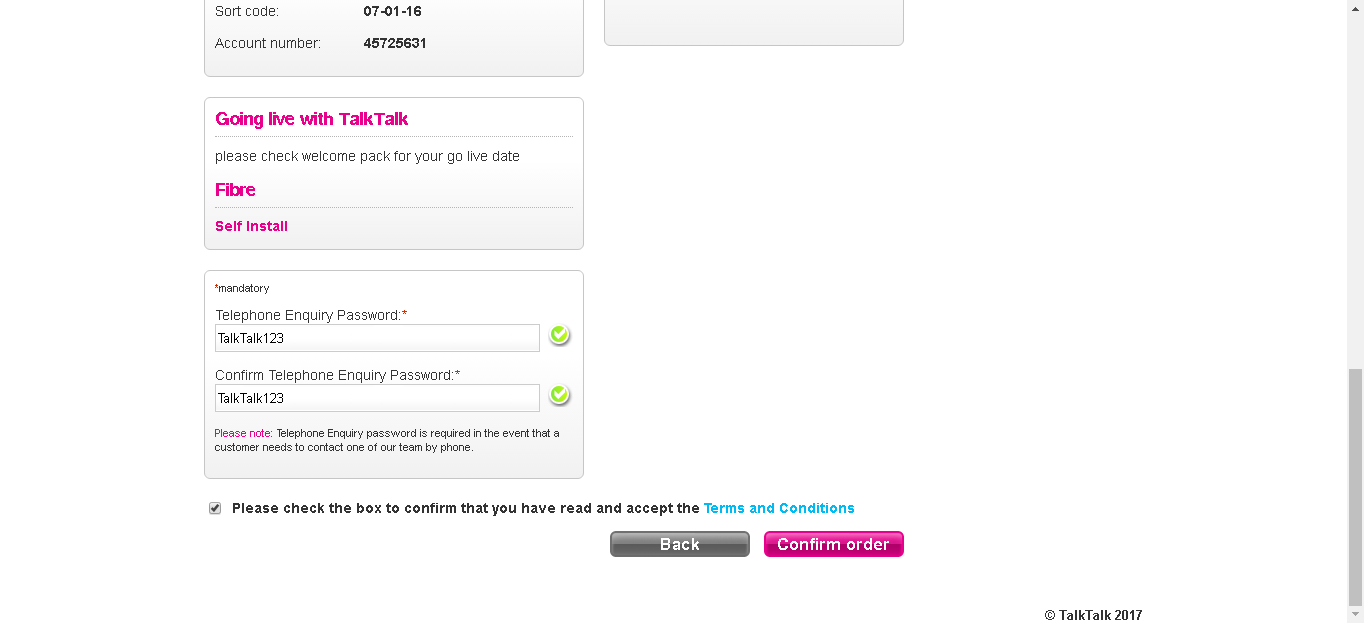 Sort code: 07-01-16
Account number: 45725631
Going live with TalkTalk
please check welcome pack for your go live date
Fibre
Self Install
*mandatory
Telephone Enquiry Password:*
TalkTalk123
Confirm Telephone Enquiry Password:*
TalkTalk123
Please note: Telephone Enquiry password is required in the event that a
customer needs to contact one of our team by phone.
Please check the box to confirm that you have read and accept the Terms and Conditions
Back Confirm order
© TalkTalk 2017